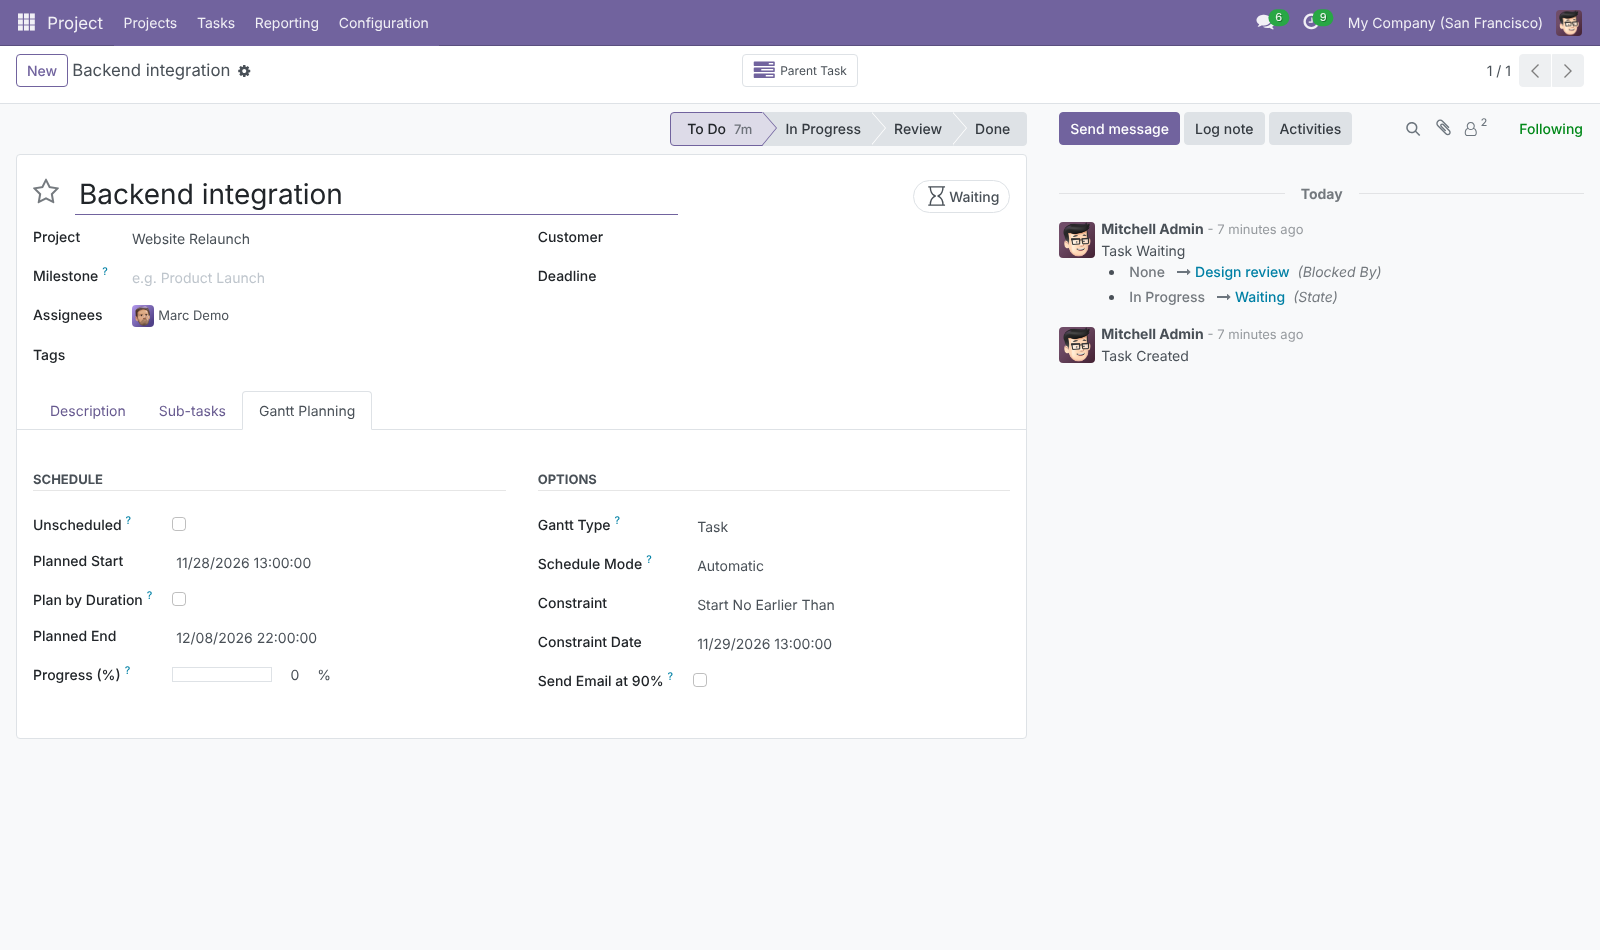 Project Projects Tasks Reporting Configuration 6 9 My Company (San Francisco)
New Backend integration Parent Task 1 / 1
To Do 7m In Progress Review Done Send message Log note Activities 2 Following
Backend integration Waiting
Project Website Relaunch Customer
Milestone ? e.g. Product Launch Deadline
Assignees Marc Demo
Tags
Description Sub-tasks Gantt Planning
SCHEDULE
Unscheduled ?
Planned Start 11/28/2026 13:00:00
Plan by Duration ?
Planned End 12/08/2026 22:00:00
Progress (%) ? 0 %
OPTIONS
Gantt Type ? Task
Schedule Mode ? Automatic
Constraint Start No Earlier Than
Constraint Date 11/29/2026 13:00:00
Send Email at 90% ?
Today
Mitchell Admin - 7 minutes ago
Task Waiting
• None → Design review (Blocked By)
• In Progress → Waiting (State)
Mitchell Admin - 7 minutes ago
Task Created